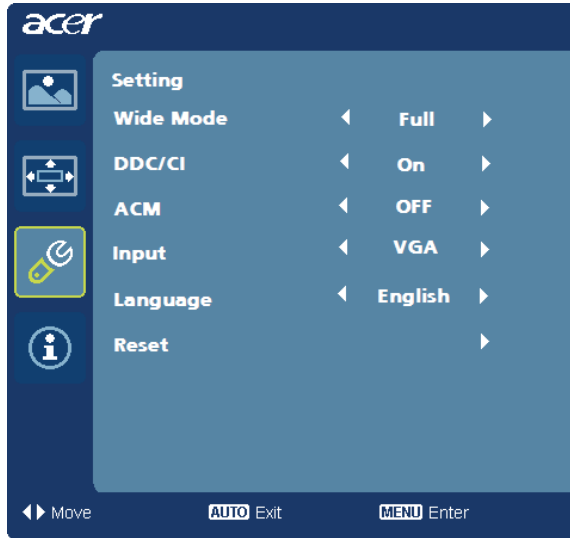 acer
Setting
Wide Mode Full
DDC/CI On
ACM OFF
Input VGA
Language English
Reset
Move AUTO Exit MENU Enter